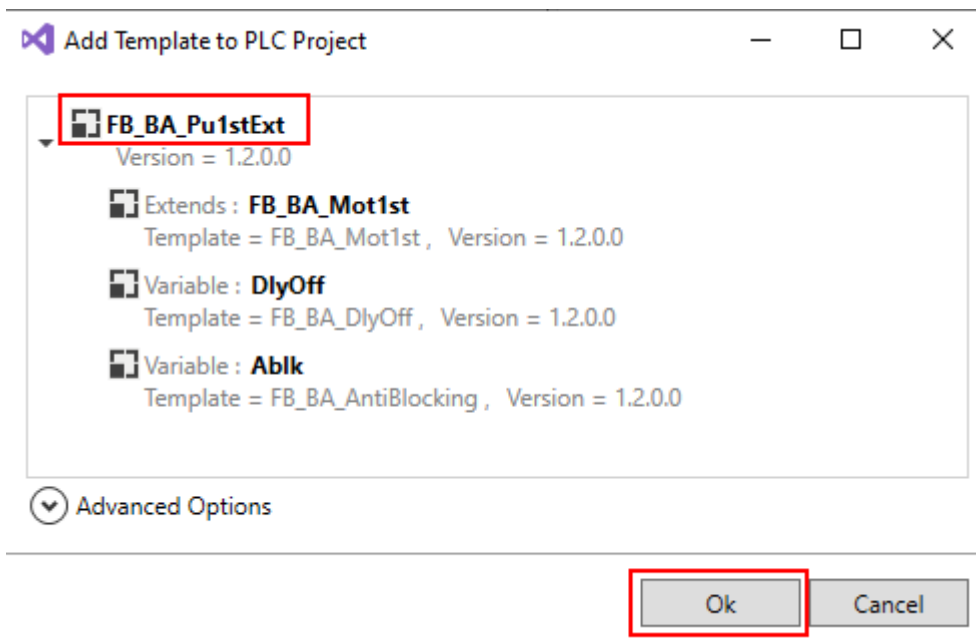 Add Template to PLC Project
FB_BA_Pu1stExt
Version = 1.2.0.0
Extends : FB_BA_Mot1st
Template = FB_BA_Mot1st , Version = 1.2.0.0
Variable : DlyOff
Template = FB_BA_DlyOff , Version = 1.2.0.0
Variable : Ablk
Template = FB_BA_AntiBlocking , Version = 1.2.0.0
Advanced Options
Ok Cancel